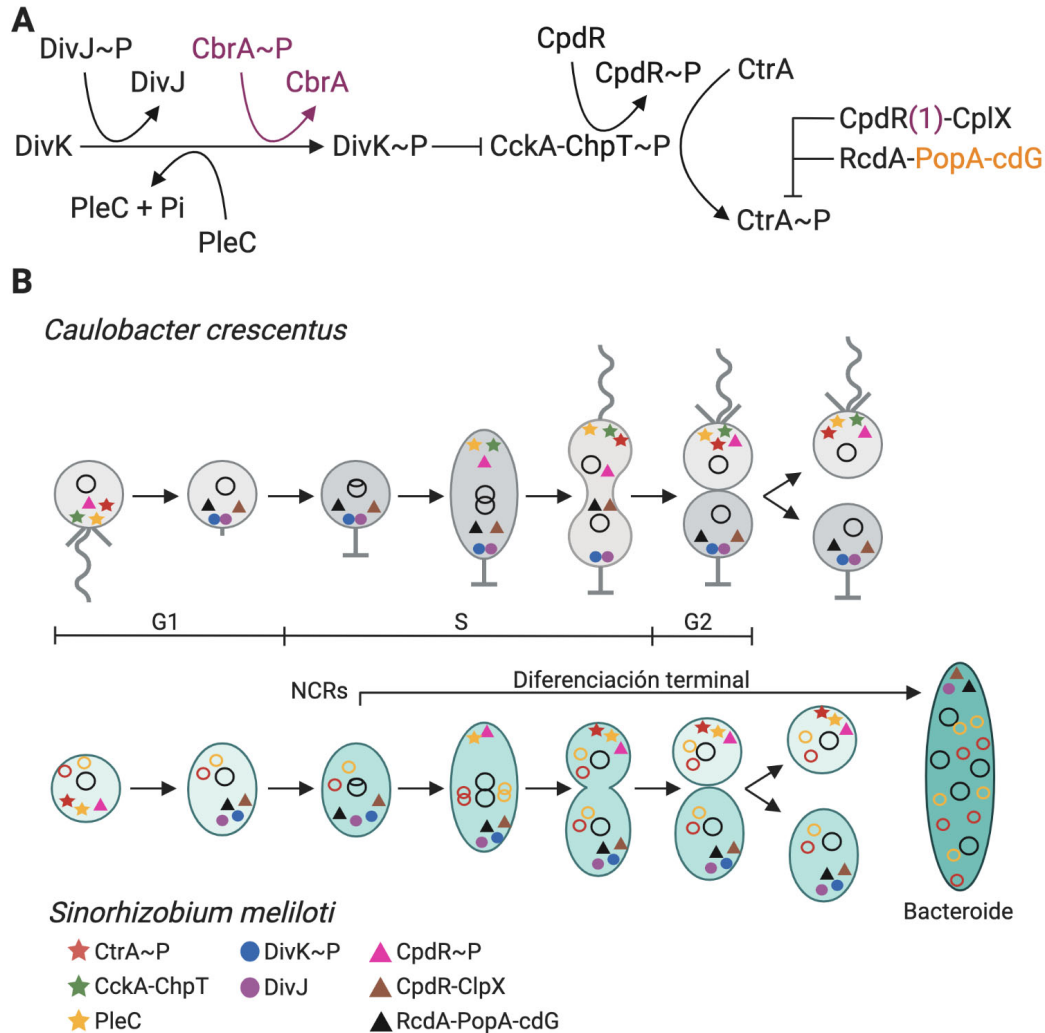 A
DivJ~P
CbrA~P
DivJ
CbrA
DivK
DivK~P
PleC + Pi
PleC
CpdR
CpdR~P
CckA-ChpT~P
CtrA
CpdR(1)-CplX
RcdA-PopA-cdG
CtrA~P
B
Caulobacter crescentus
G1
S
G2
NCRs
Diferenciación terminal
Bacteroide
Sinorhizobium meliloti
CtrA~P
DivK~P
CpdR~P
CckA-ChpT
DivJ
CpdR-ClpX
PleC
RcdA-PopA-cdG